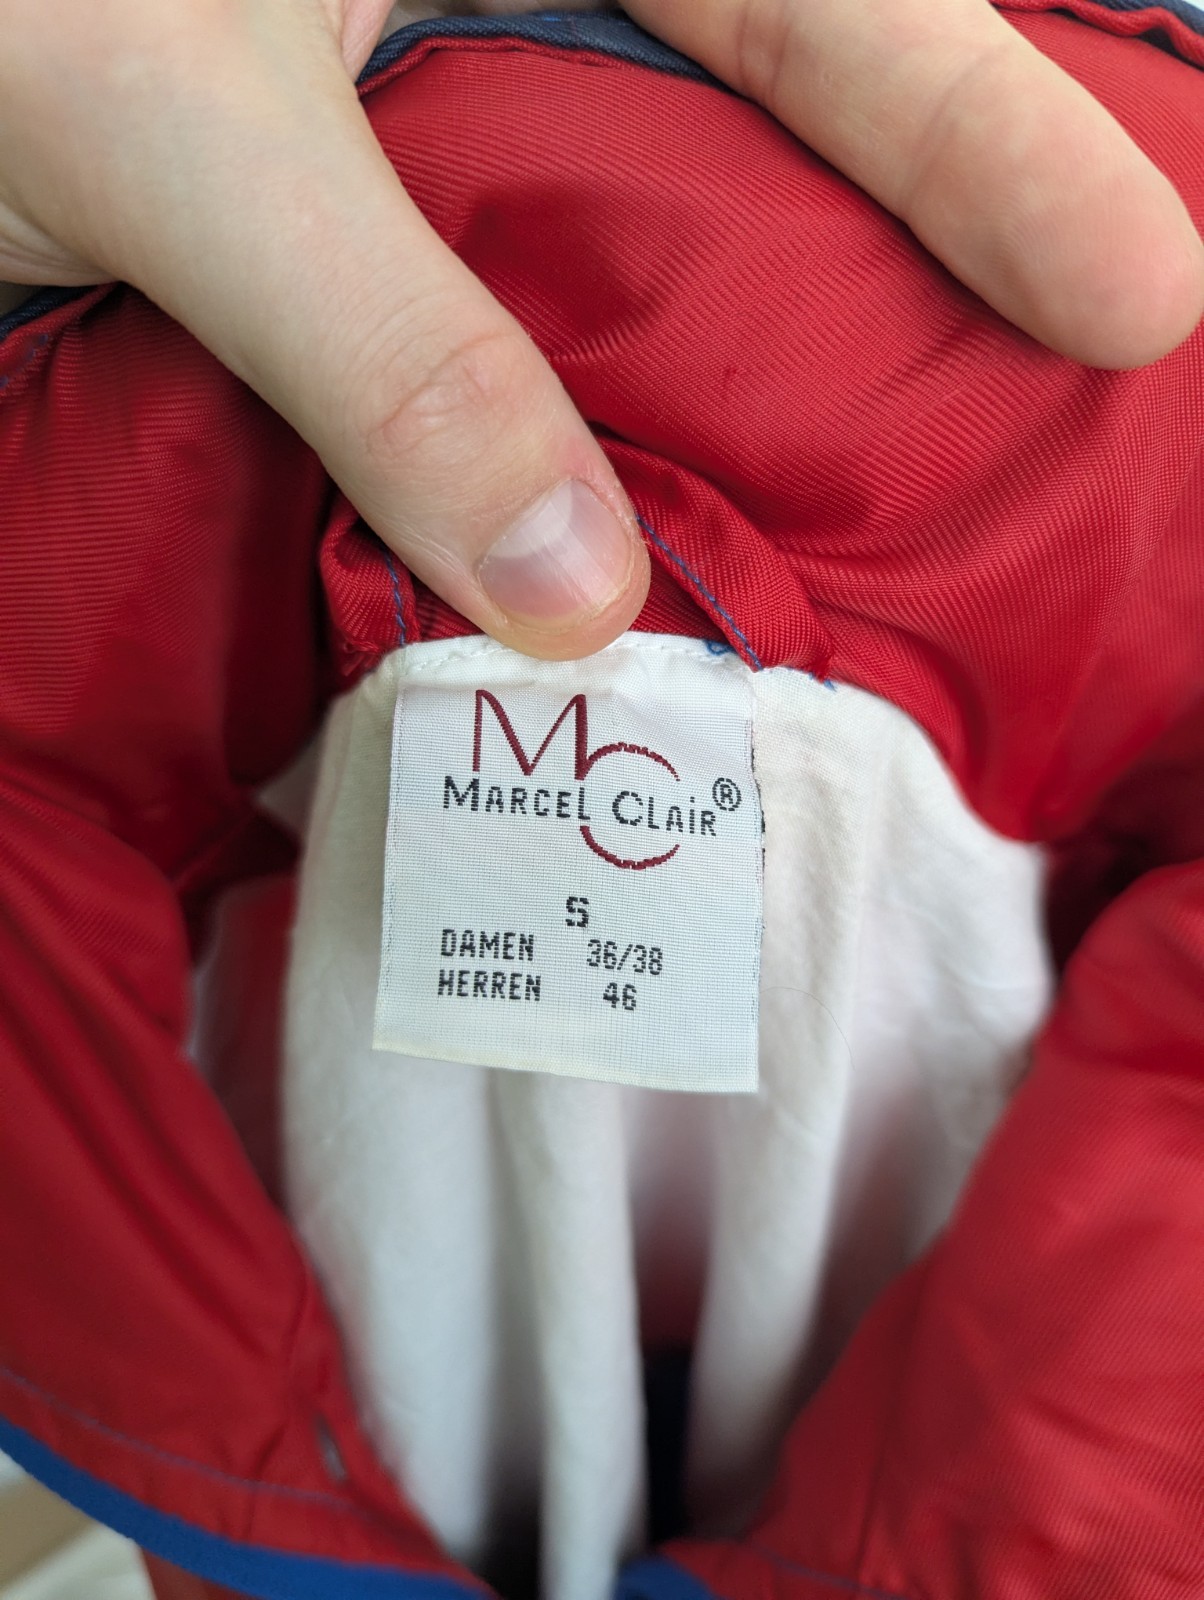 MC
MARCEL CLAiR®
S
DAMEN 36/38
HERREN 46